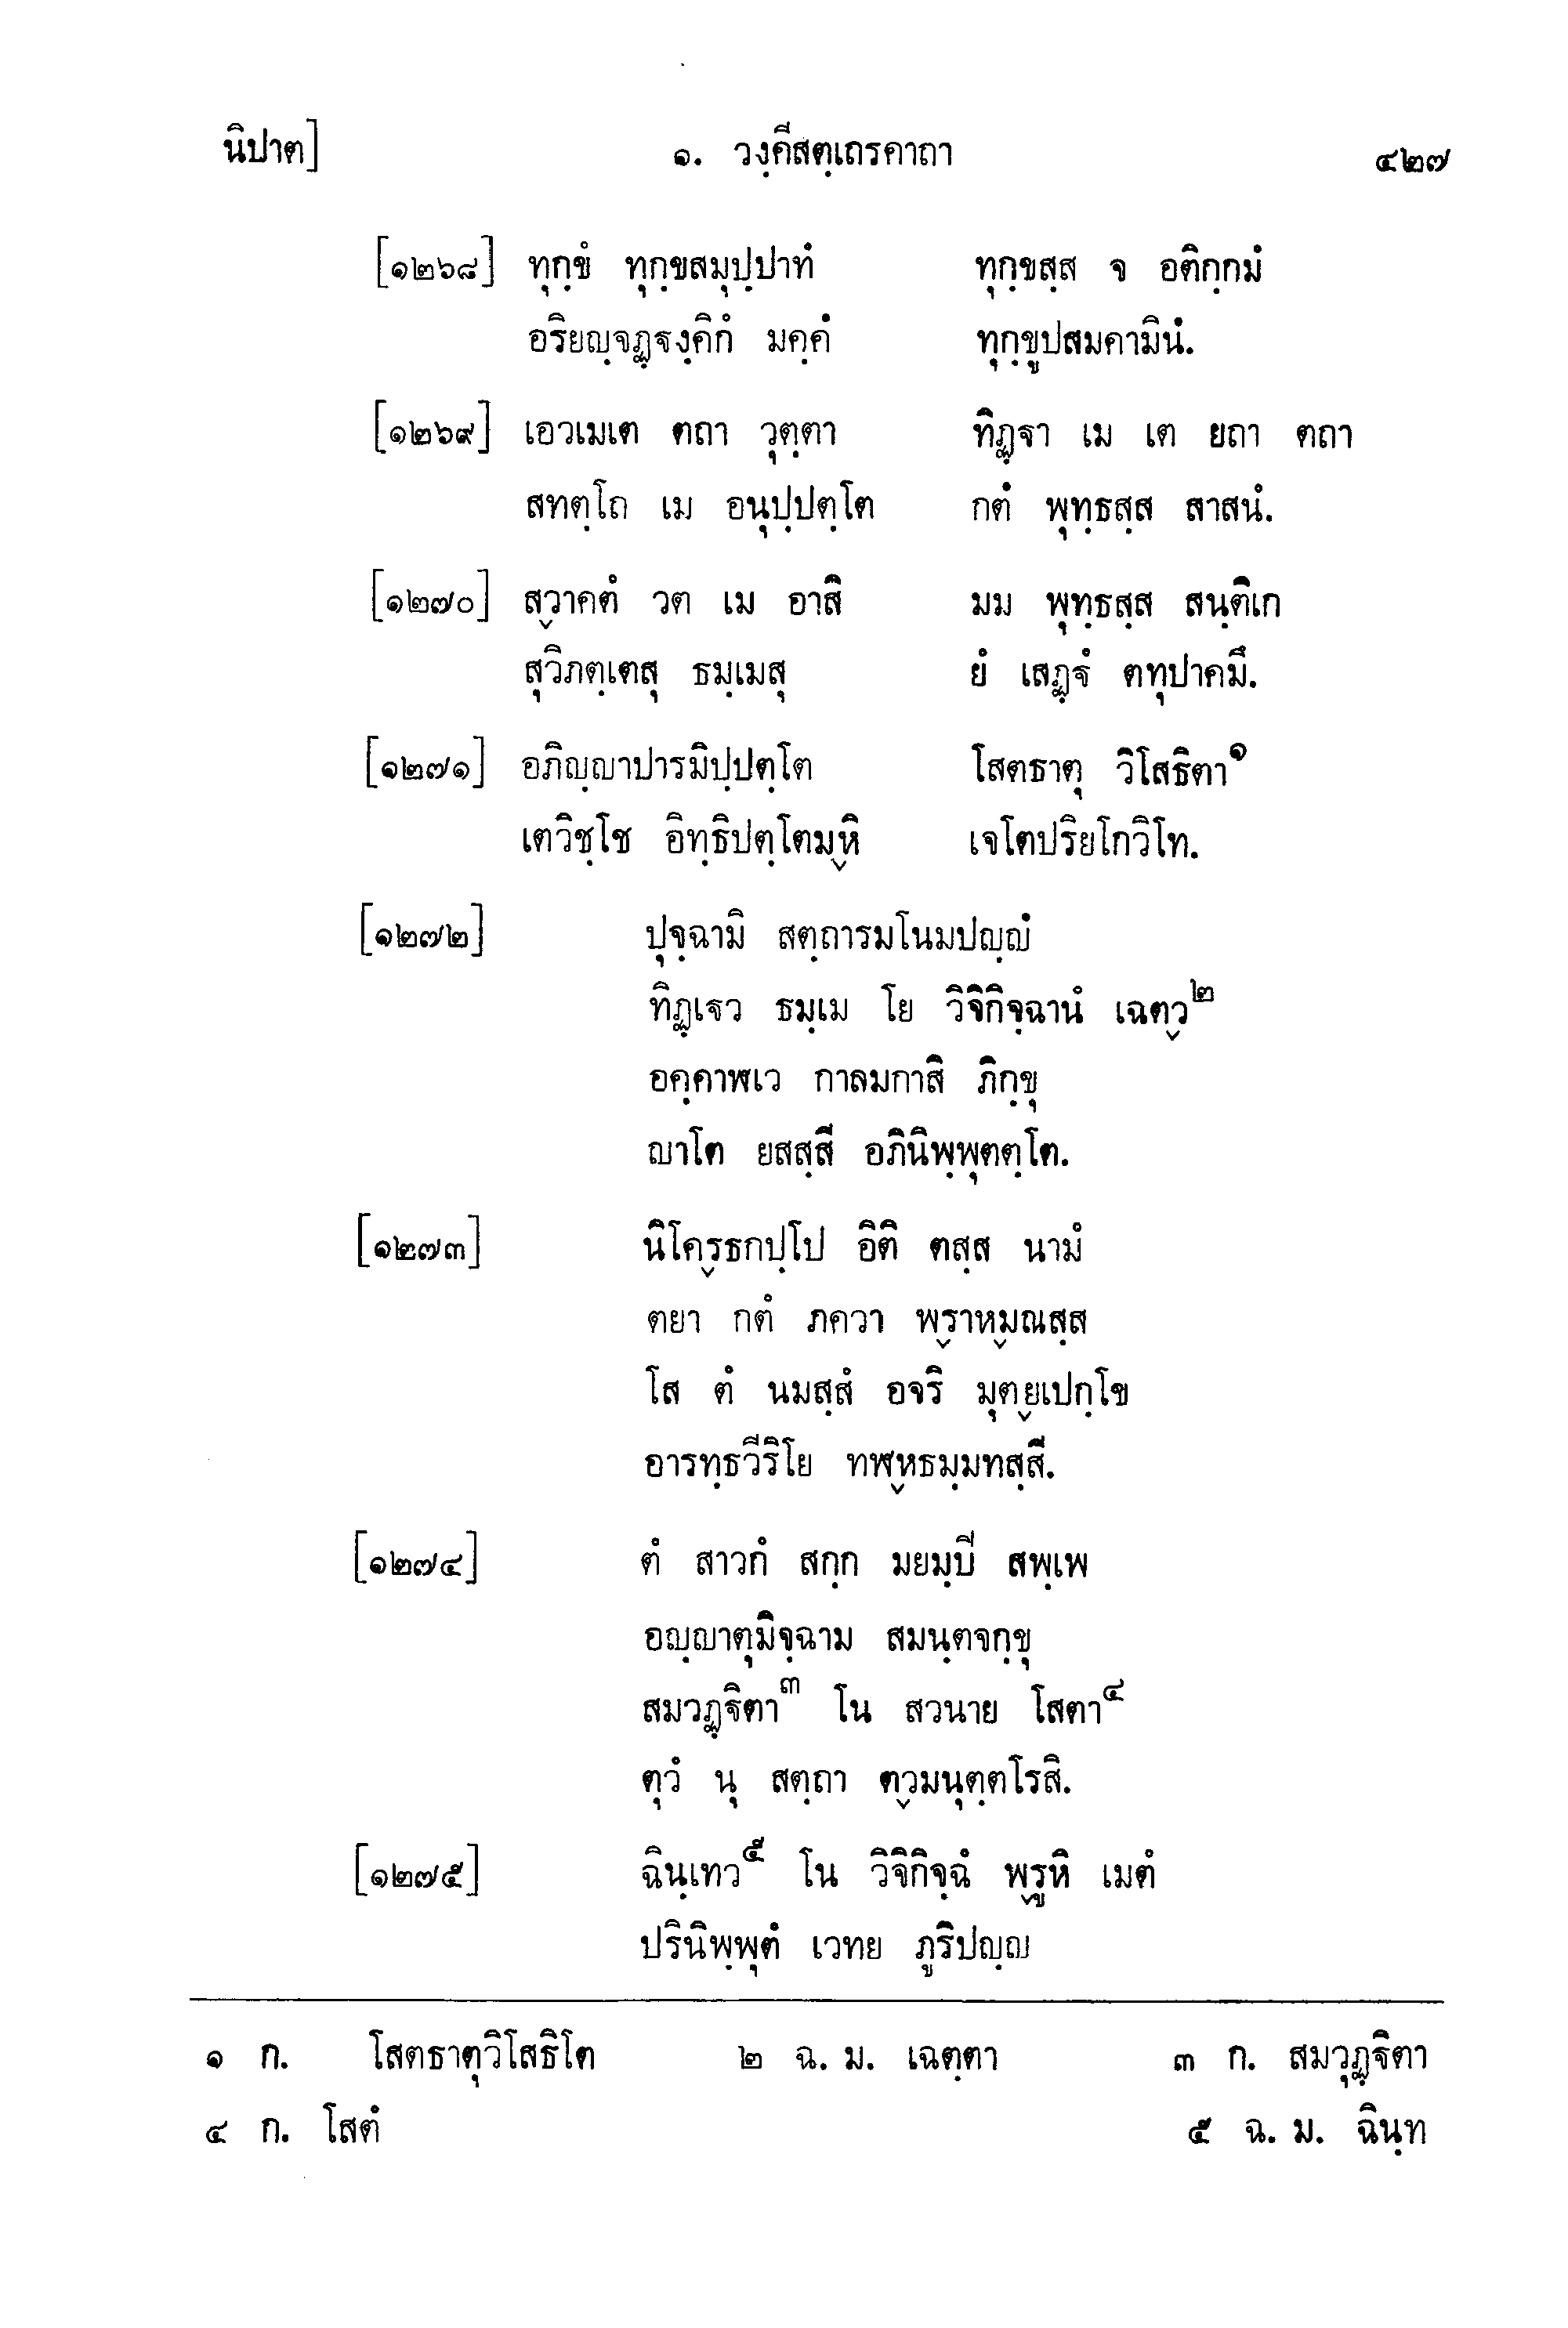 นิปาต] ๑. วงฺคีสตฺเถรคาถา ๔๒๗
[๑๒๖๘] ทุกฺขํ ทุกฺขสมุปฺปาทํ ทุกฺขสฺส จ อติกฺกมํ
อริยญฺจฏฺฐงฺคิกํ มคฺคํ ทุกฺขูปสมคามินํ.
[๑๒๖๙] เอวเมเต ตถา วุตฺตา ทิฏฺฐา เม เต ยถา ตถา
สทตฺโถ เม อนุปฺปตฺโต กตํ พุทฺธสฺส สาสนํ.
[๑๒๗๐] สฺวาคตํ วต เม อาสิ มม พุทฺธสฺส สนฺติเก
สุวิภตฺเตสุ ธมฺเมสุ ยํ เสฏฺฐํ ตทุปาคมึ.
[๑๒๗๑] อภิญฺญาปารมิปฺปตฺโต โสตธาตุ วิโสธิตา๑
เตวิชฺโช อิทฺธิปตฺโตมฺหิ เจโตปริยโกวิโท.
[๑๒๗๒] ปุจฺฉามิ สตฺถารมโนมปญฺญํ
ทิฏฺเฐว ธมฺเม โย วิจิกิจฺฉานํ เฉตฺว๒
อคฺคาฬเว กาลมกาสิ ภิกฺขุ
ญาโต ยสสฺสี อภินิพฺพุตตฺโต.
[๑๒๗๓] นิโคฺรธกปฺโป อิติ ตสฺส นามํ
ตยา กตํ ภควา พฺราหฺมณสฺส
โส ตํ นมสฺสํ อจริ มุตฺยเปกฺโข
อารทฺธวีริโย ทฬฺหธมฺมทสฺสี.
[๑๒๗๔] ตํ สาวกํ สกฺก มยมฺปิ สพฺเพ
อญฺญาตุมิจฺฉาม สมนฺตจกฺขุ
สมวฏฺฐิตา๓ โน สวนาย โสตา๔
ตุวํ นุ สตฺถา ตฺวมนุตฺตโรสิ.
[๑๒๗๕] ฉินฺเทว๕ โน วิจิกิจฺฉํ พฺรูหิ เมตํ
ปรินิพฺพุตํ เวทย ภูริปญฺญ
๑ ก. โสตธาตุวิโสธิโต ๒ ฉ. ม. เฉตฺตา ๓ ก. สมวุฏฺฐิตา
๔ ก. โสตํ ๕ ฉ. ม. ฉินฺท